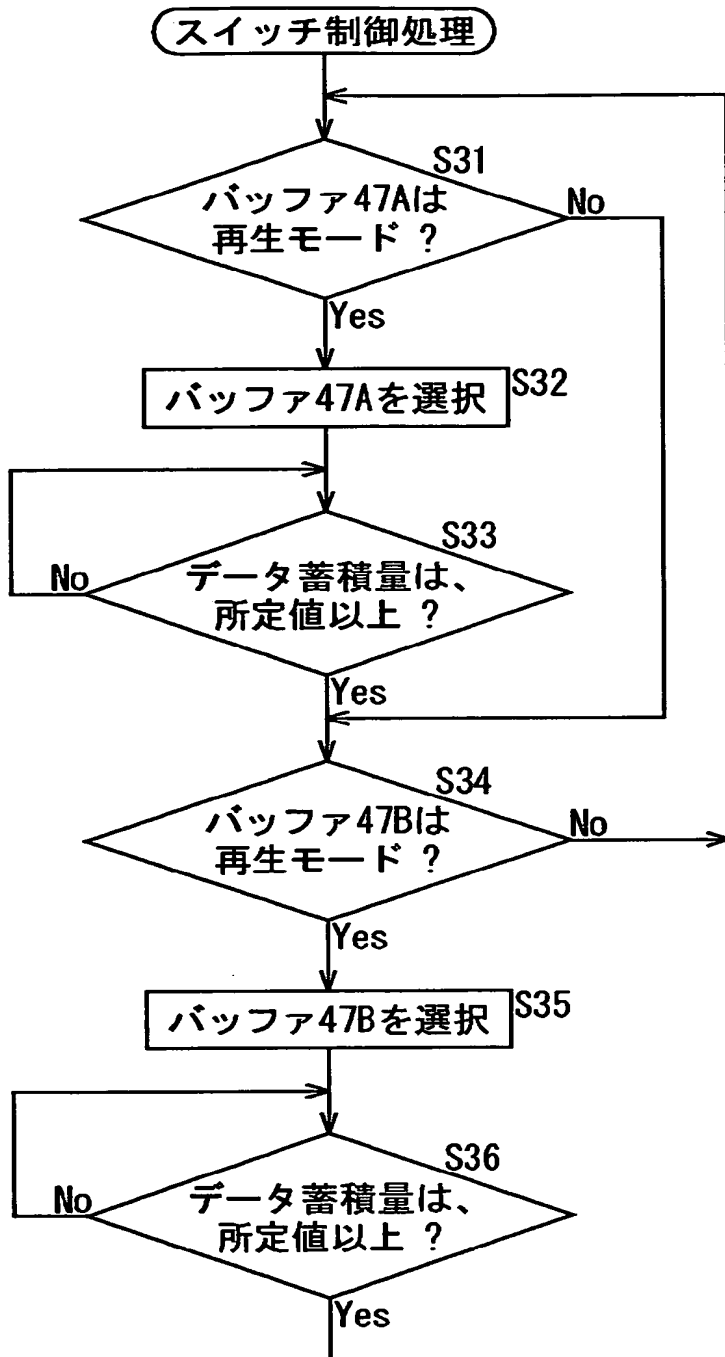 スイッチ制御処理
S31
バッファ47Aは
再生モード ?
No
Yes
バッファ47Aを選択
S32
S33
データ蓄積量は、
所定値以上 ?
No
Yes
S34
バッファ47Bは
再生モード ?
No
Yes
バッファ47Bを選択
S35
S36
データ蓄積量は、
所定値以上 ?
No
Yes